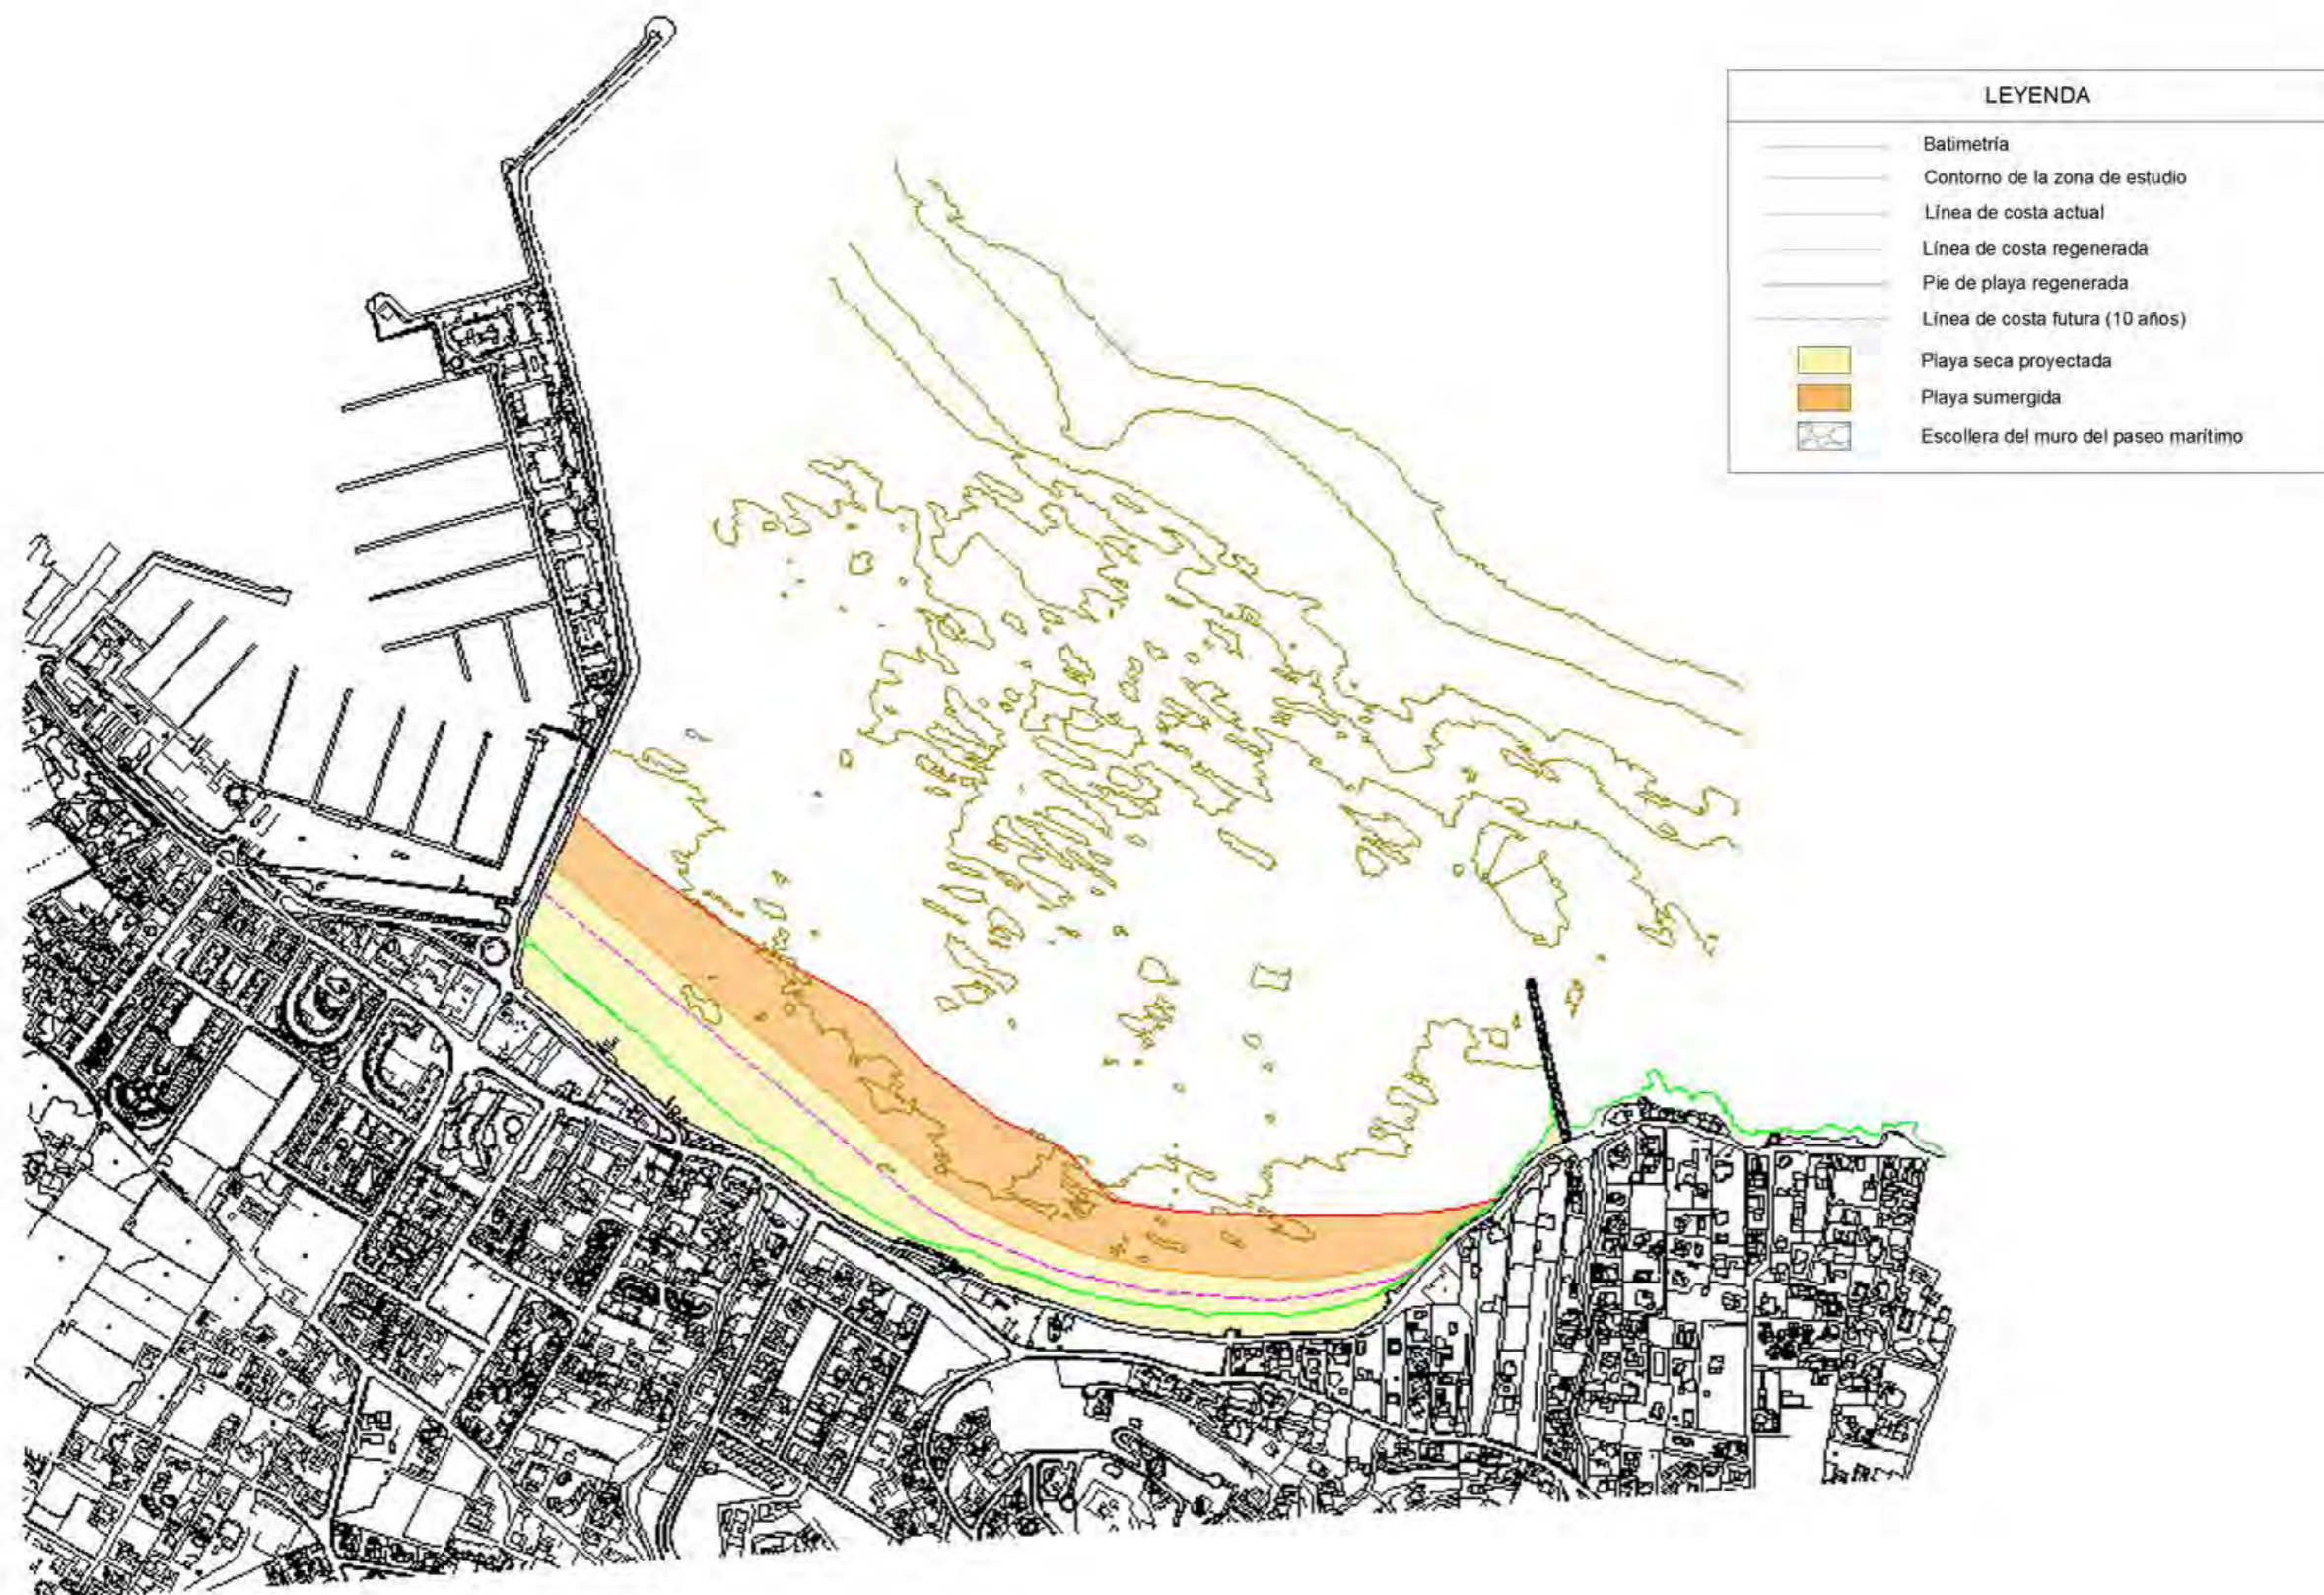 LEYENDA
Batimetría
Contorno de la zona de estudio
Línea de costa actual
Línea de costa regenerada
Pie de playa regenerada
Línea de costa futura (10 años)
Playa seca proyectada
Playa sumergida
Escollera del muro del paseo marítimo